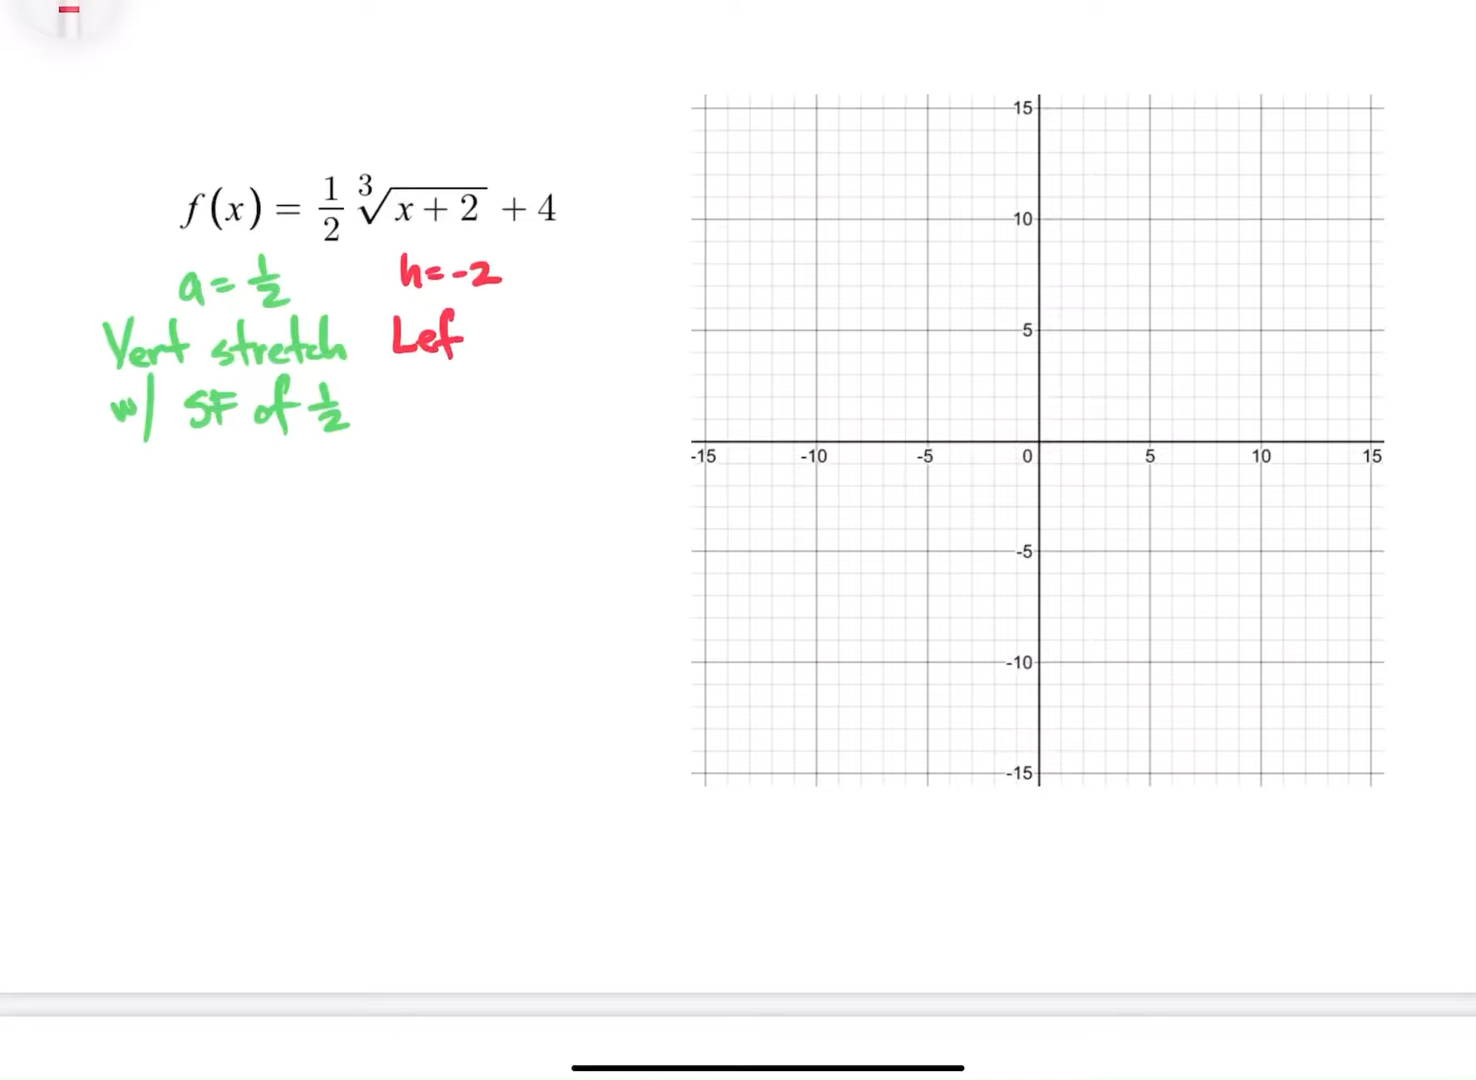 f(x) = 1/2 ∛(x + 2) + 4
a = 1/2
h = -2
Vert stretch
Lef
w/ SF of 1/2
15
10
5
-15 -10 -5 0 5 10 15
-5
-10
-15